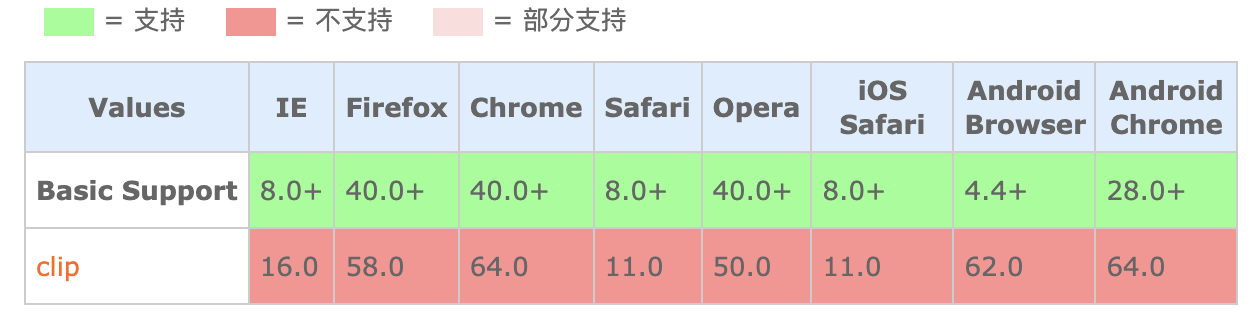 = 支持 = 不支持 = 部分支持
Values IE Firefox Chrome Safari Opera iOS Safari Android Browser Android Chrome
Basic Support 8.0+ 40.0+ 40.0+ 8.0+ 40.0+ 8.0+ 4.4+ 28.0+
clip 16.0 58.0 64.0 11.0 50.0 11.0 62.0 64.0